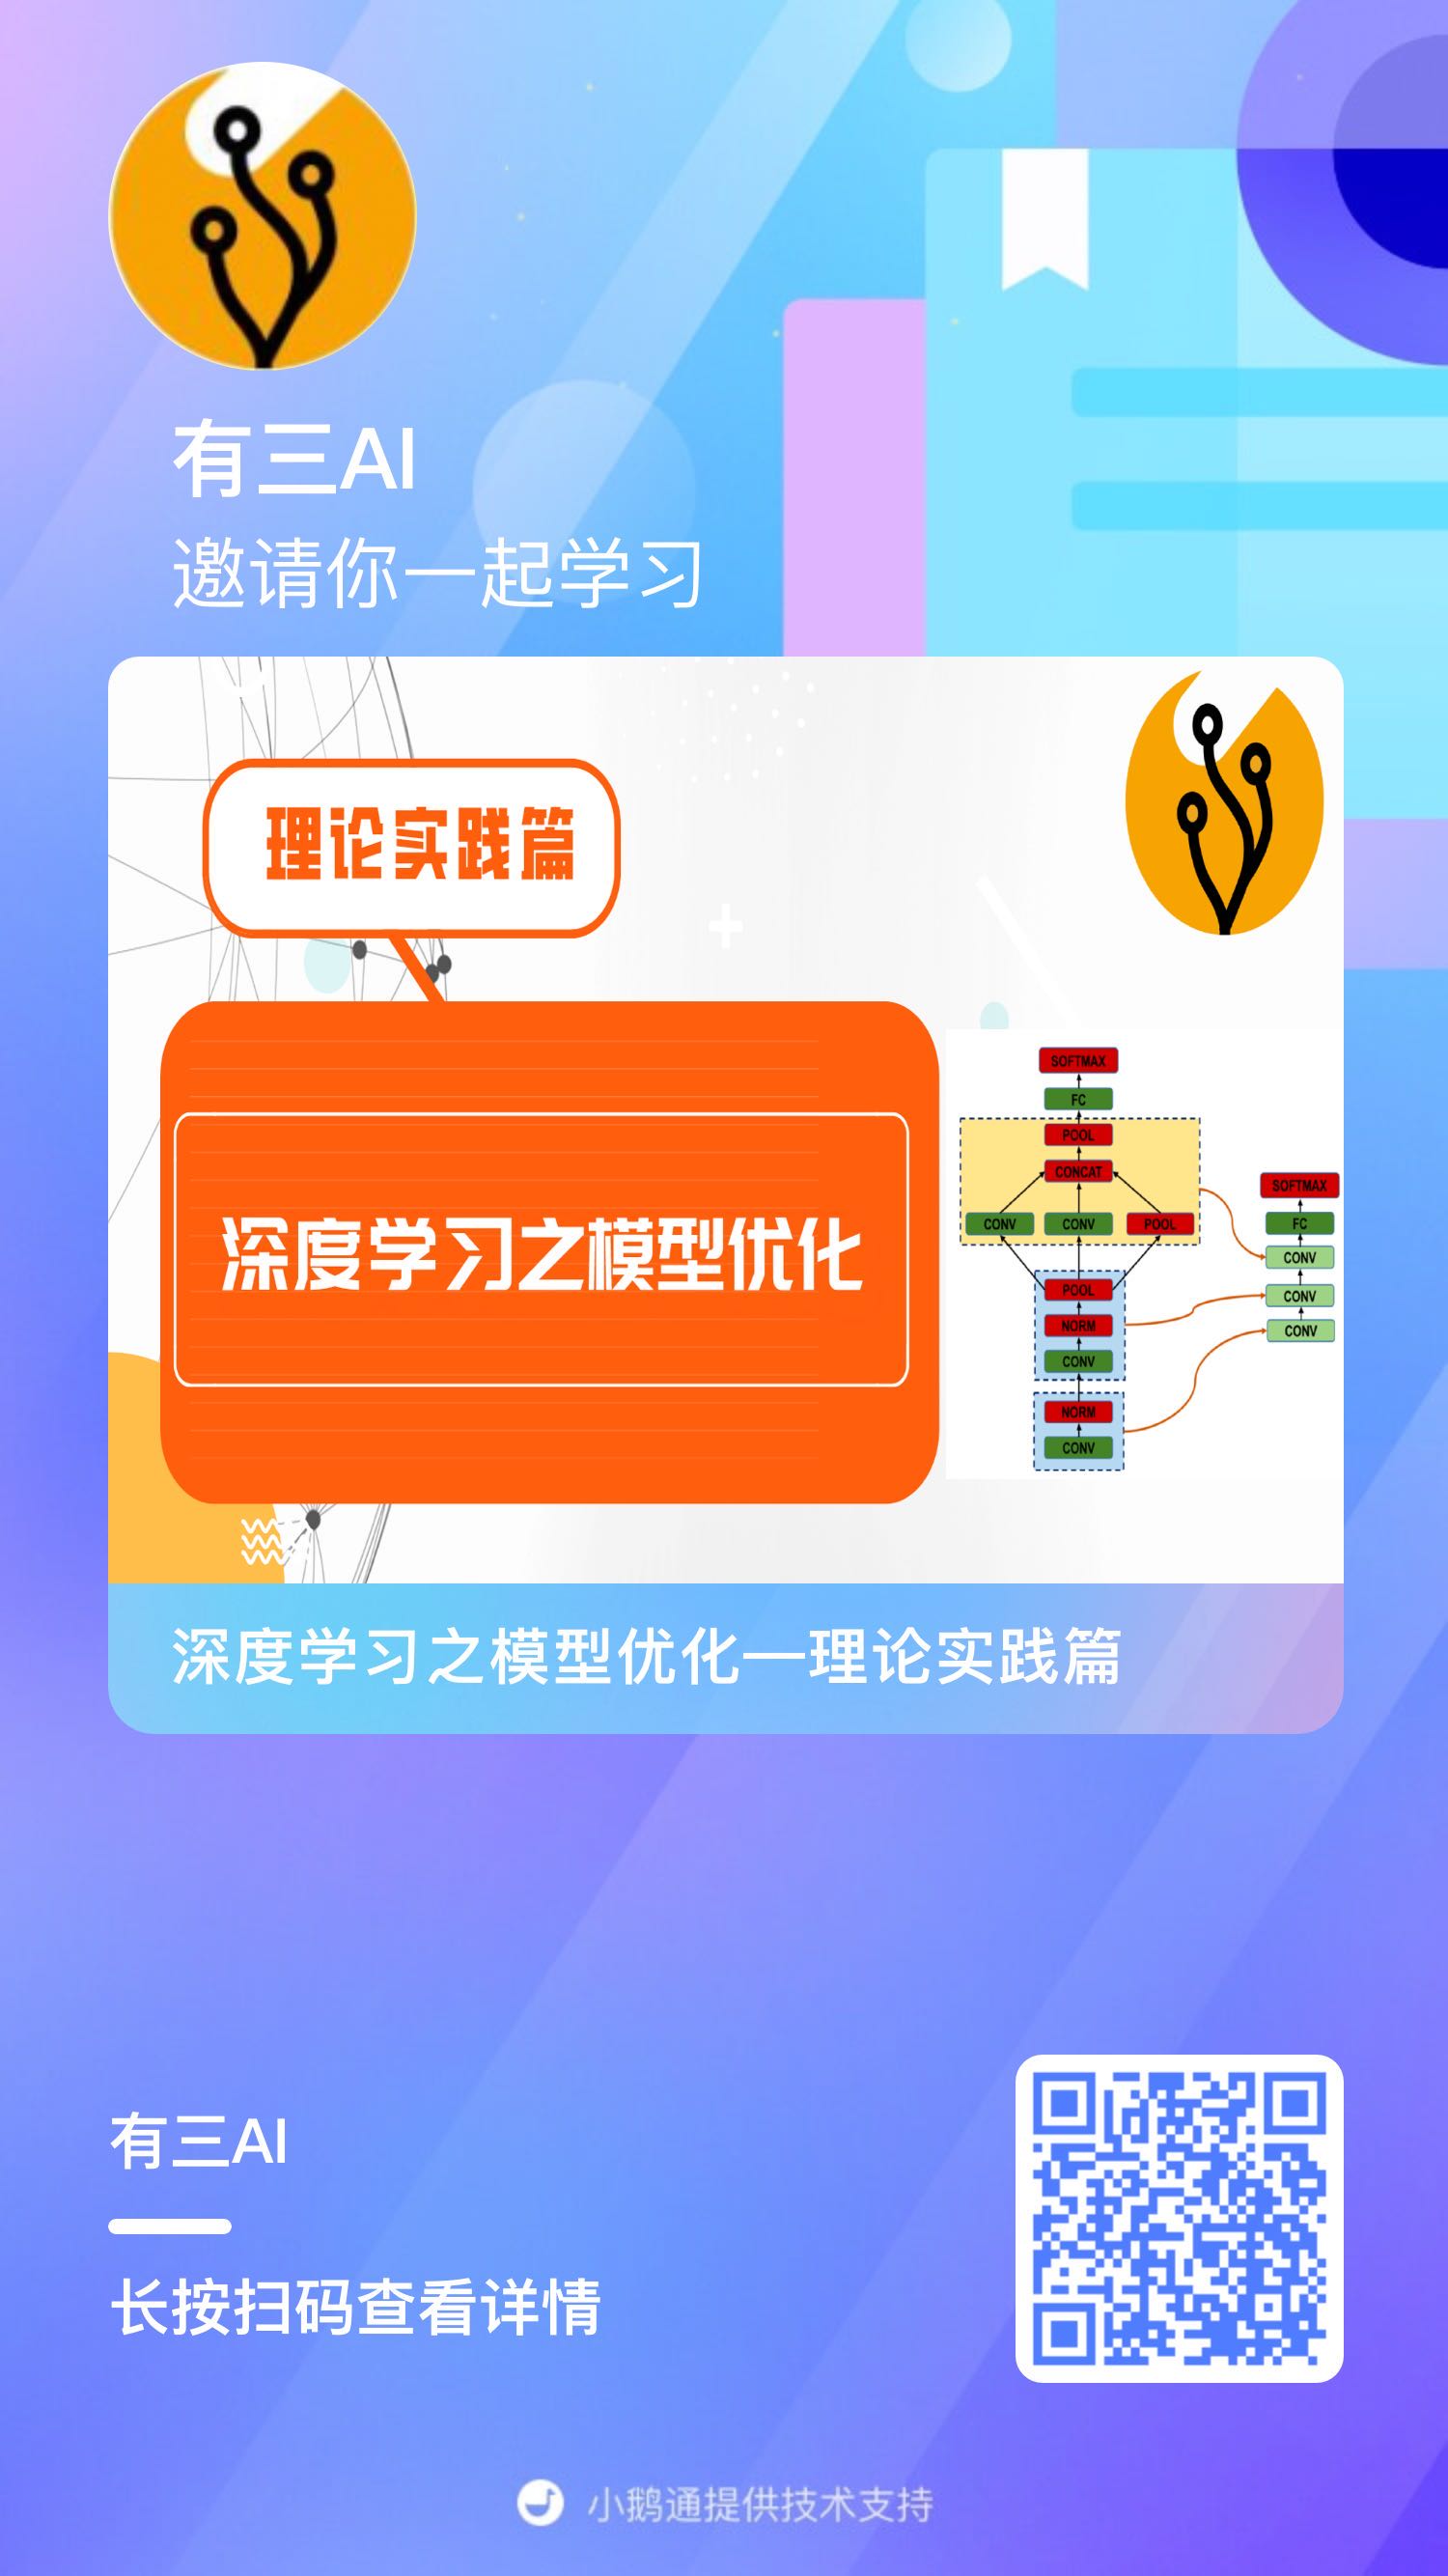 有三AI
邀请你一起学习
理论实践篇
深度学习之模型优化
SOFTMAX
FC
POOL
CONCAT
CONV CONV POOL
POOL
NORM
CONV
NORM
CONV
SOFTMAX
FC
CONV
CONV
CONV
深度学习之模型优化—理论实践篇
有三AI
长按扫码查看详情
小鹅通提供技术支持